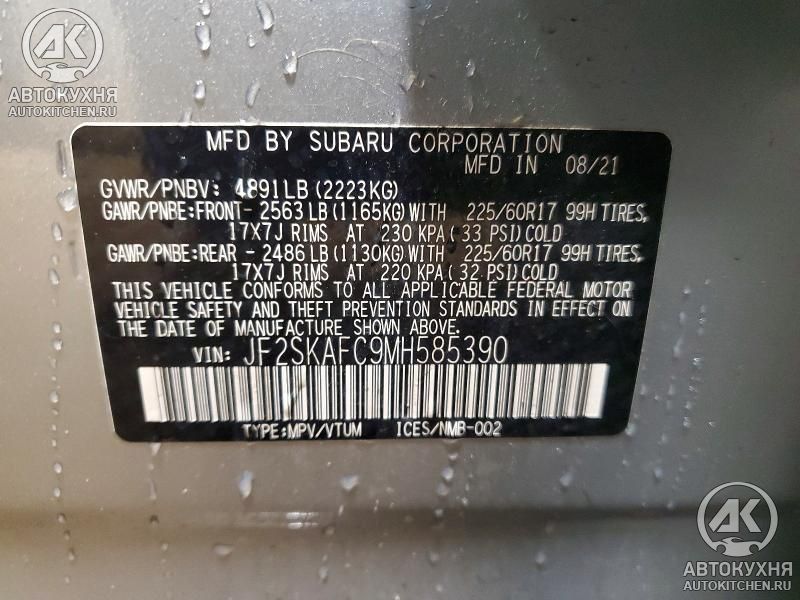 АК
АВТОКУХНЯ
AUTOKITCHEN.RU
MFD BY SUBARU CORPORATION
MFD IN 08/21
GVWR/PNBV: 4891LB (2223KG)
GAWR/PNBE:FRONT- 2563 LB (1165KG) WITH 225/60R17 99H TIRES,
17X7J RIMS AT 230 KPA (33 PSI) COLD
GAWR/PNBE:REAR - 2486 LB (1130KG) WITH 225/60R17 99H TIRES,
17X7J RIMS AT 220 KPA (32 PSI) COLD
THIS VEHICLE CONFORMS TO ALL APPLICABLE FEDERAL MOTOR
VEHICLE SAFETY AND THEFT PREVENTION STANDARDS IN EFFECT ON
THE DATE OF MANUFACTURE SHOWN ABOVE.
VIN: JF2SKAFC9MH585390
TYPE:MPV/VTUM ICES/NMB-002
АК
АВТОКУХНЯ
AUTOKITCHEN.RU